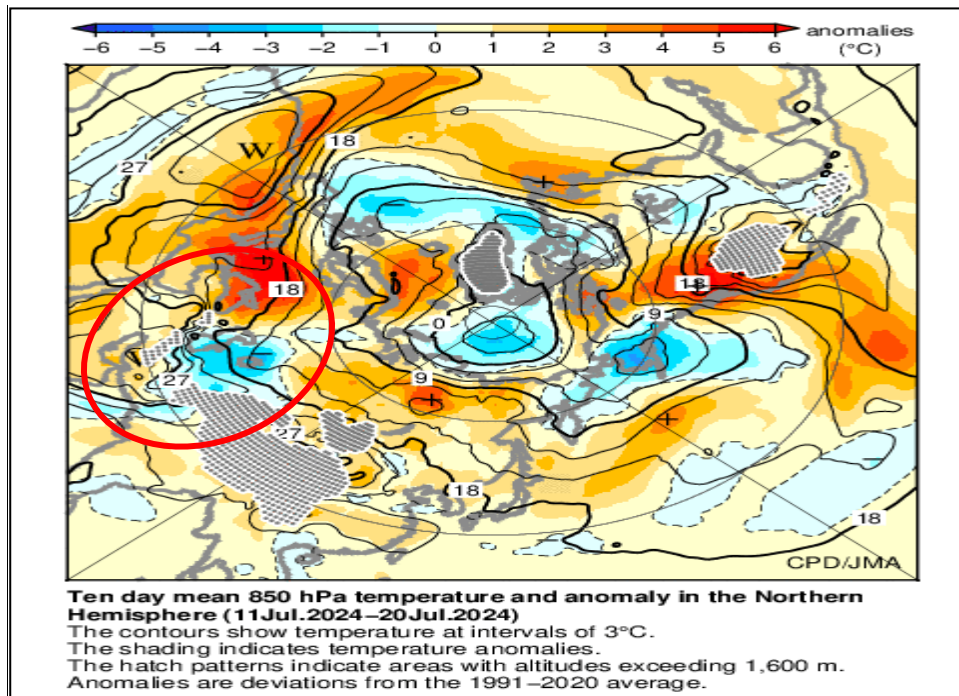 anomalies
−6 −5 −4 −3 −2 −1 0 1 2 3 4 5 6 (°C)
W
18
27
18
18
0
9
9
27
27
18
18
CPD/JMA
Ten day mean 850 hPa temperature and anomaly in the Northern
Hemisphere (11Jul.2024−20Jul.2024)
The contours show temperature at intervals of 3°C.
The shading indicates temperature anomalies.
The hatch patterns indicate areas with altitudes exceeding 1,600 m.
Anomalies are deviations from the 1991−2020 average.